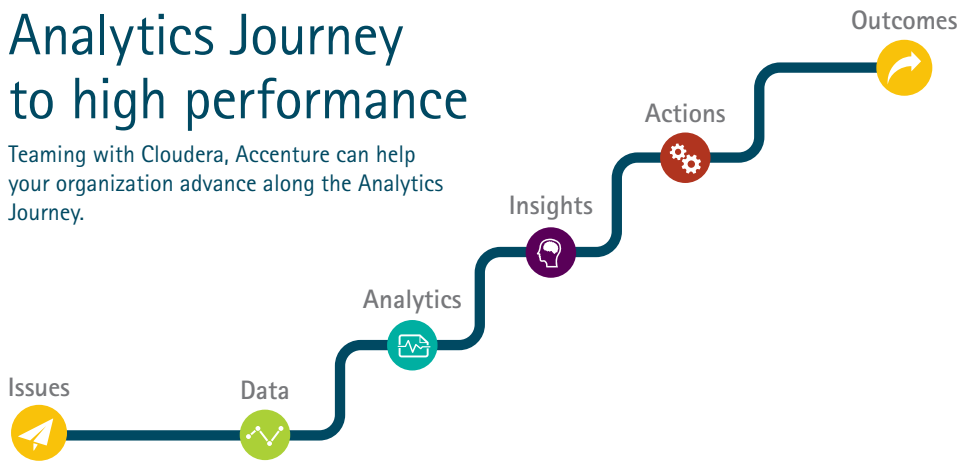 Analytics Journey
to high performance
Teaming with Cloudera, Accenture can help
your organization advance along the Analytics
Journey.
Outcomes
Actions
Insights
Analytics
Issues
Data